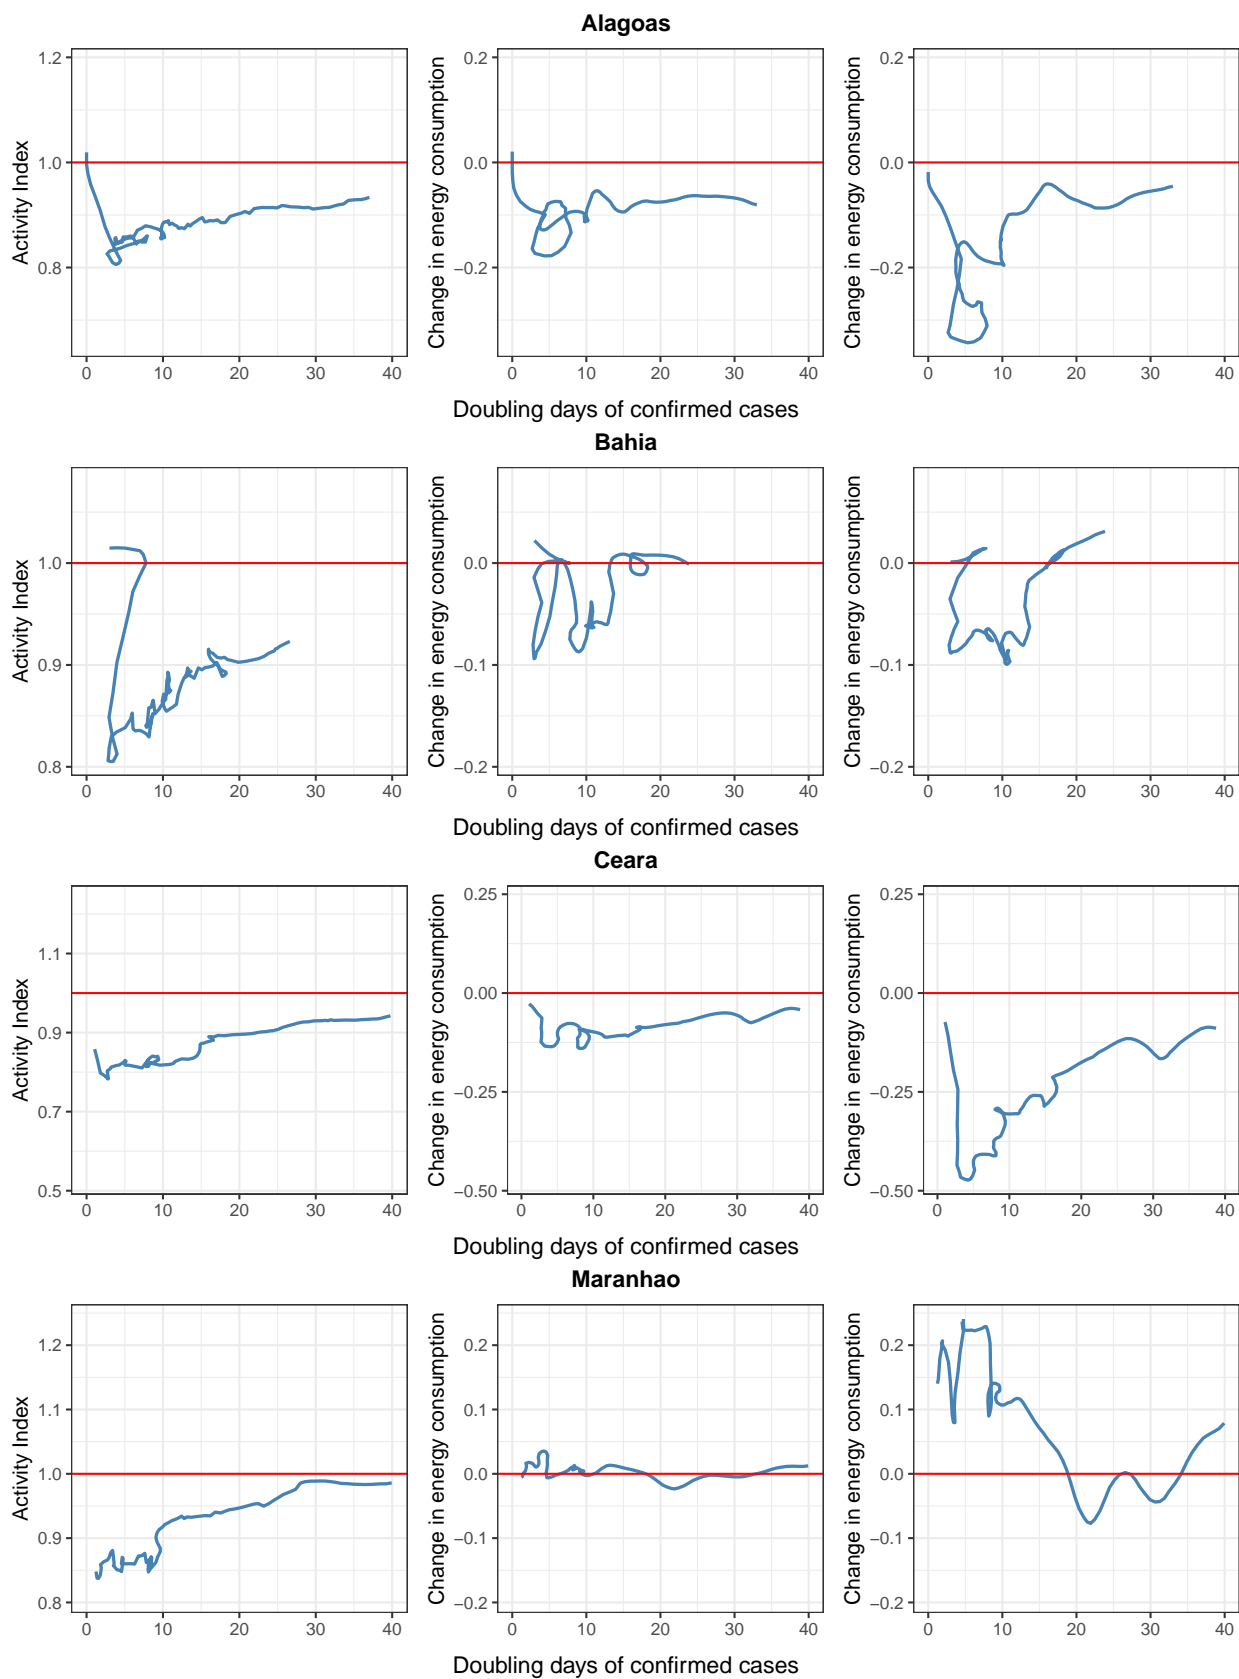 Alagoas
Activity Index
1.2
1.0
0.8
0 10 20 30 40
Change in energy consumption
0.2
0.0
−0.2
0 10 20 30 40
Change in energy consumption
0.2
0.0
−0.2
0 10 20 30 40
Doubling days of confirmed cases
Bahia
Activity Index
1.0
0.9
0.8
0 10 20 30 40
Change in energy consumption
0.0
−0.1
−0.2
0 10 20 30 40
Change in energy consumption
0.0
−0.1
−0.2
0 10 20 30 40
Doubling days of confirmed cases
Ceara
Activity Index
1.1
0.9
0.7
0.5
0 10 20 30 40
Change in energy consumption
0.25
0.00
−0.25
−0.50
0 10 20 30 40
Change in energy consumption
0.25
0.00
−0.25
−0.50
0 10 20 30 40
Doubling days of confirmed cases
Maranhao
Activity Index
1.2
1.1
1.0
0.9
0.8
0 10 20 30 40
Change in energy consumption
0.2
0.1
0.0
−0.1
−0.2
0 10 20 30 40
Change in energy consumption
0.2
0.1
0.0
−0.1
−0.2
0 10 20 30 40
Doubling days of confirmed cases